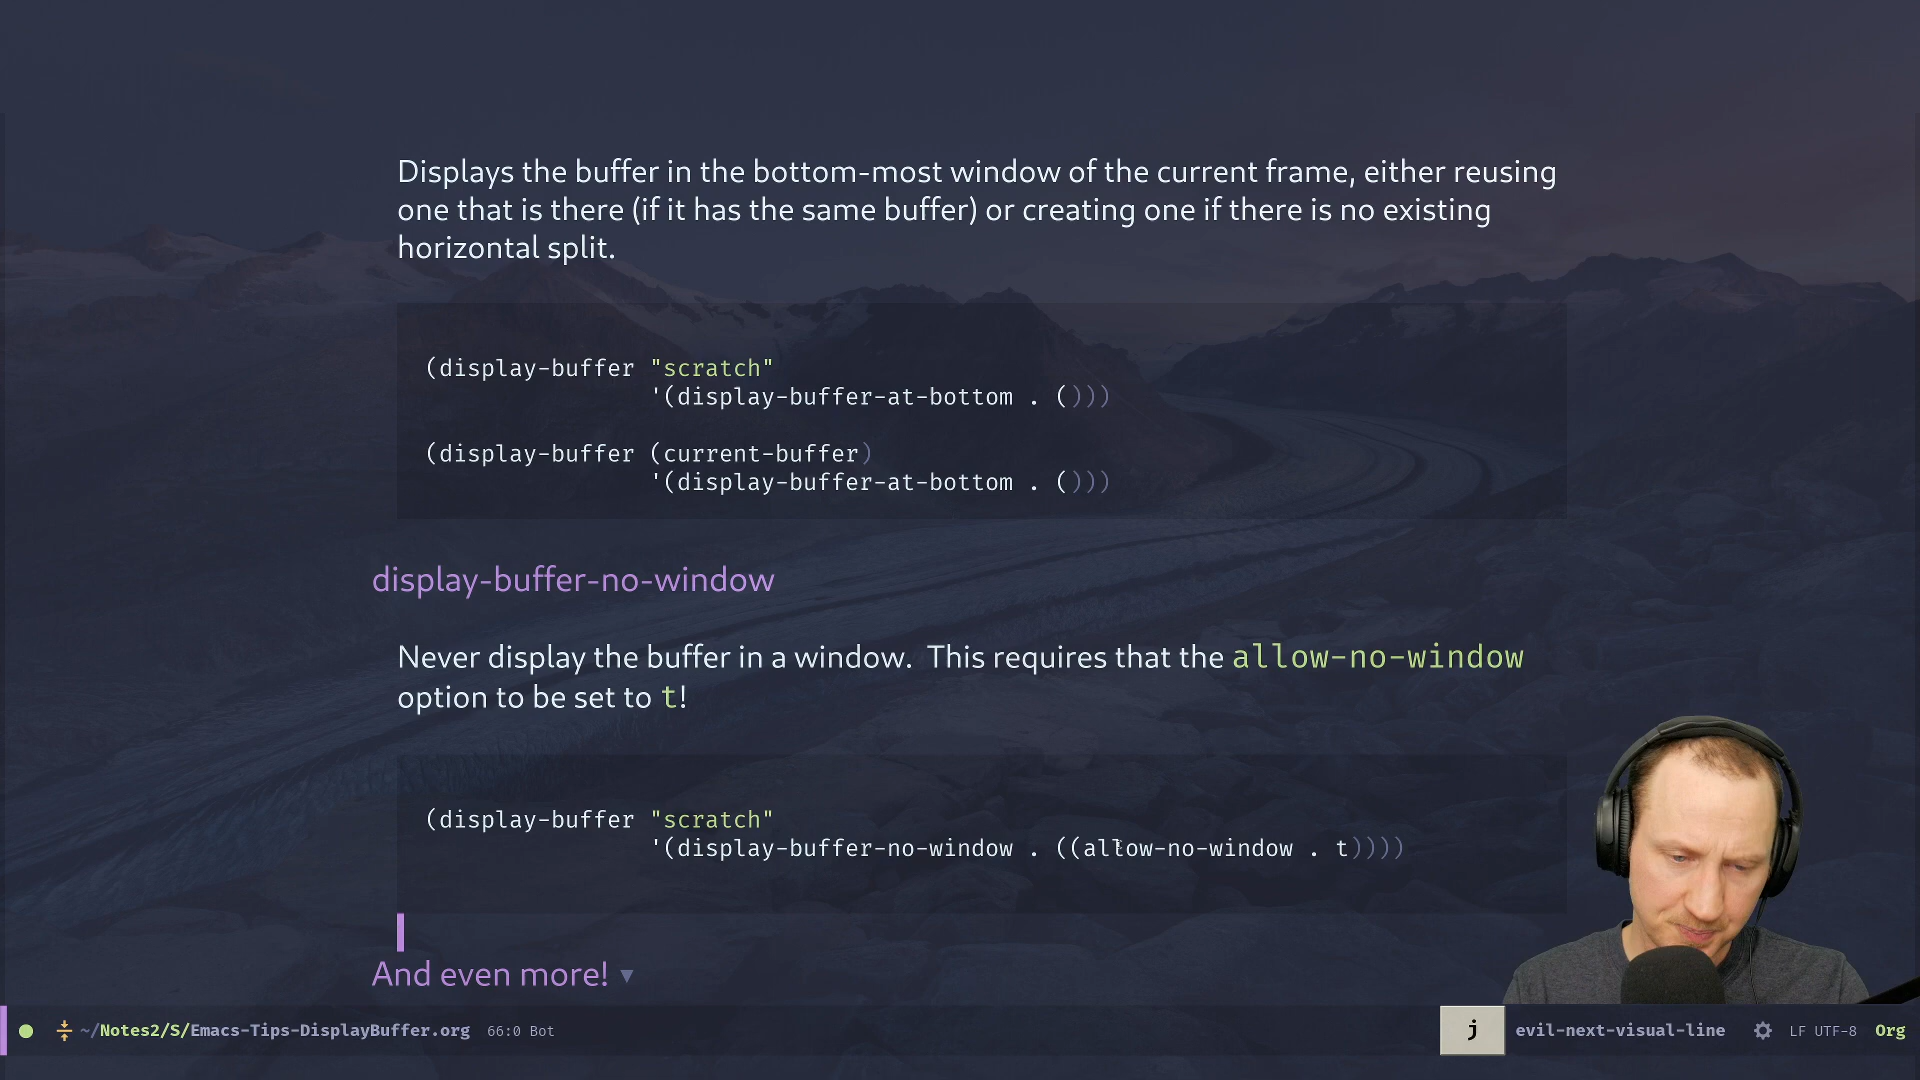 Displays the buffer in the bottom-most window of the current frame, either reusing
one that is there (if it has the same buffer) or creating one if there is no existing
horizontal split.
(display-buffer "scratch"
'(display-buffer-at-bottom . ()))
(display-buffer (current-buffer)
'(display-buffer-at-bottom . ()))
display-buffer-no-window
Never display the buffer in a window.  This requires that the allow-no-window
option to be set to t!
(display-buffer "scratch"
'(display-buffer-no-window . ((allow-no-window . t))))
And even more! ▾
~/Notes2/S/Emacs-Tips-DisplayBuffer.org 66:0 Bot j evil-next-visual-line LF UTF-8 Org